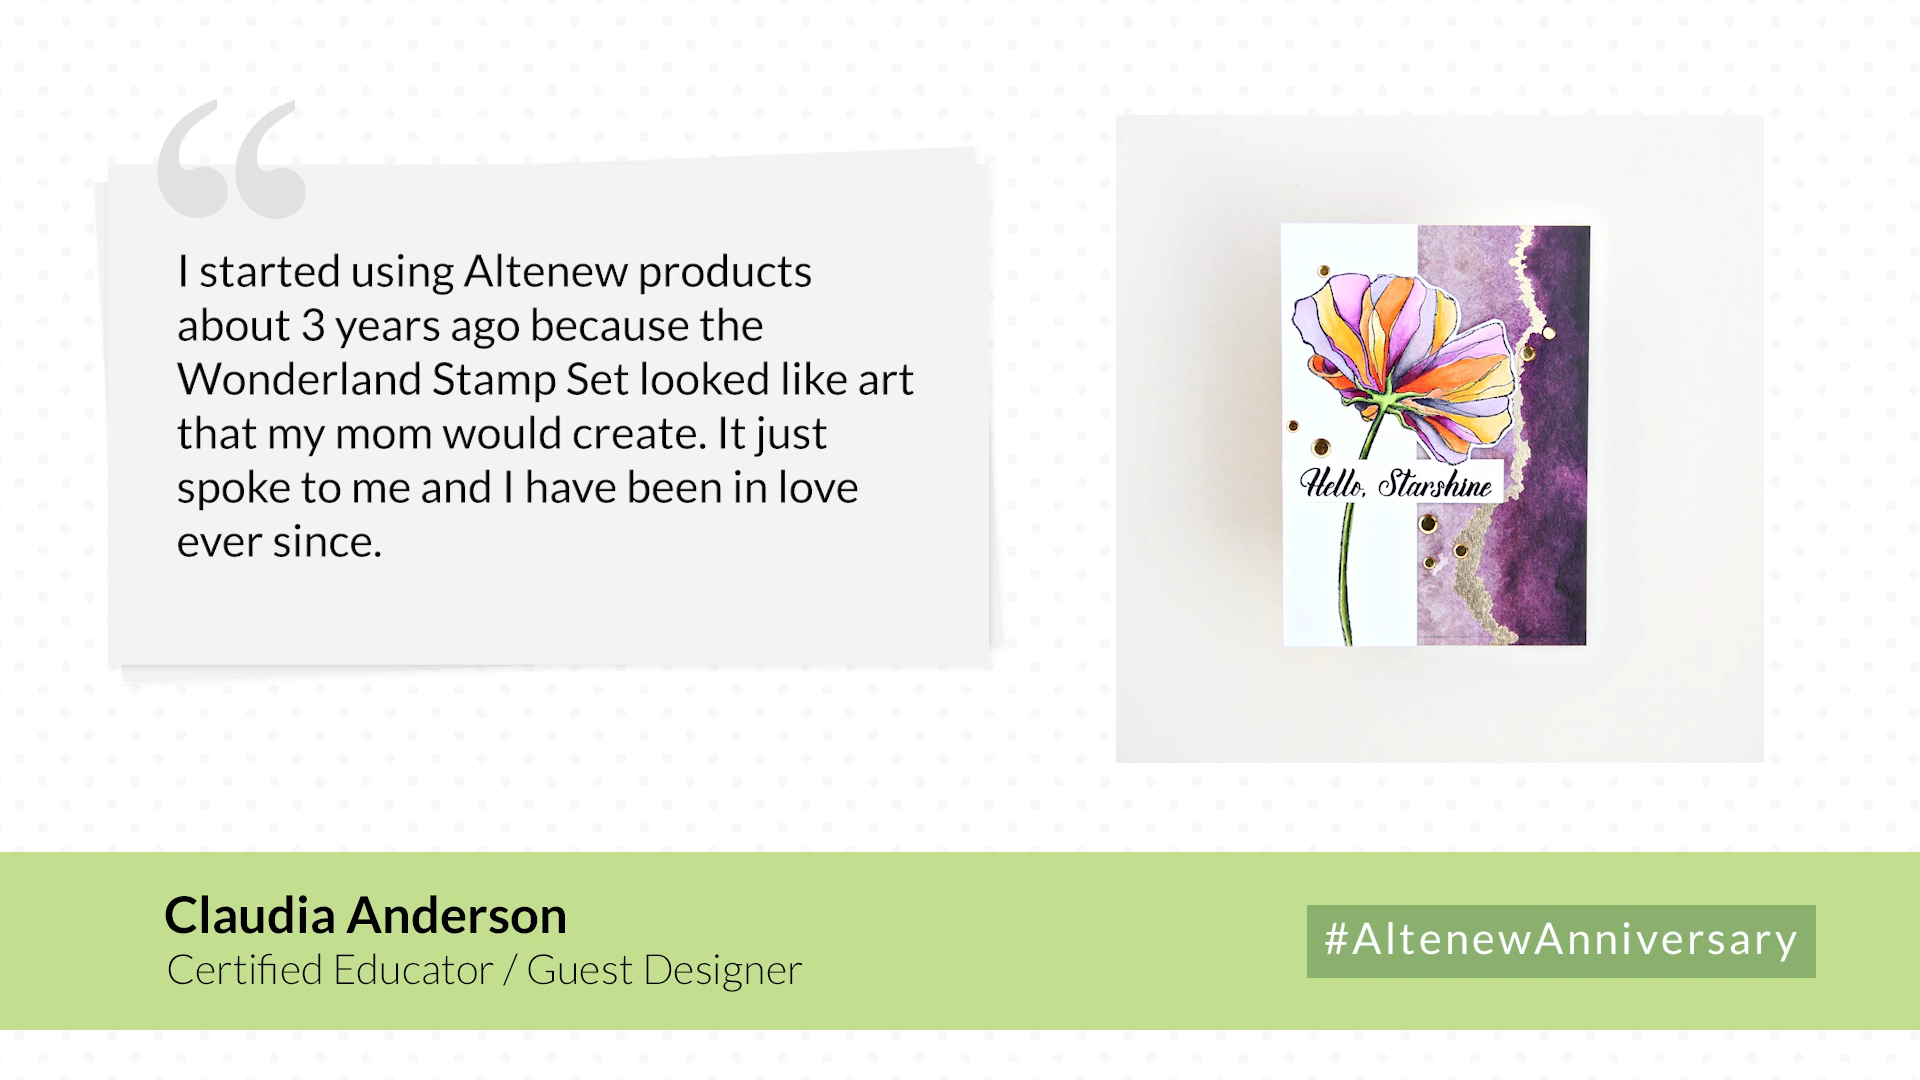 I started using Altenew products
about 3 years ago because the
Wonderland Stamp Set looked like art
that my mom would create. It just
spoke to me and I have been in love
ever since.
Hello, Starshine
Claudia Anderson
Certified Educator / Guest Designer
#AltenewAnniversary